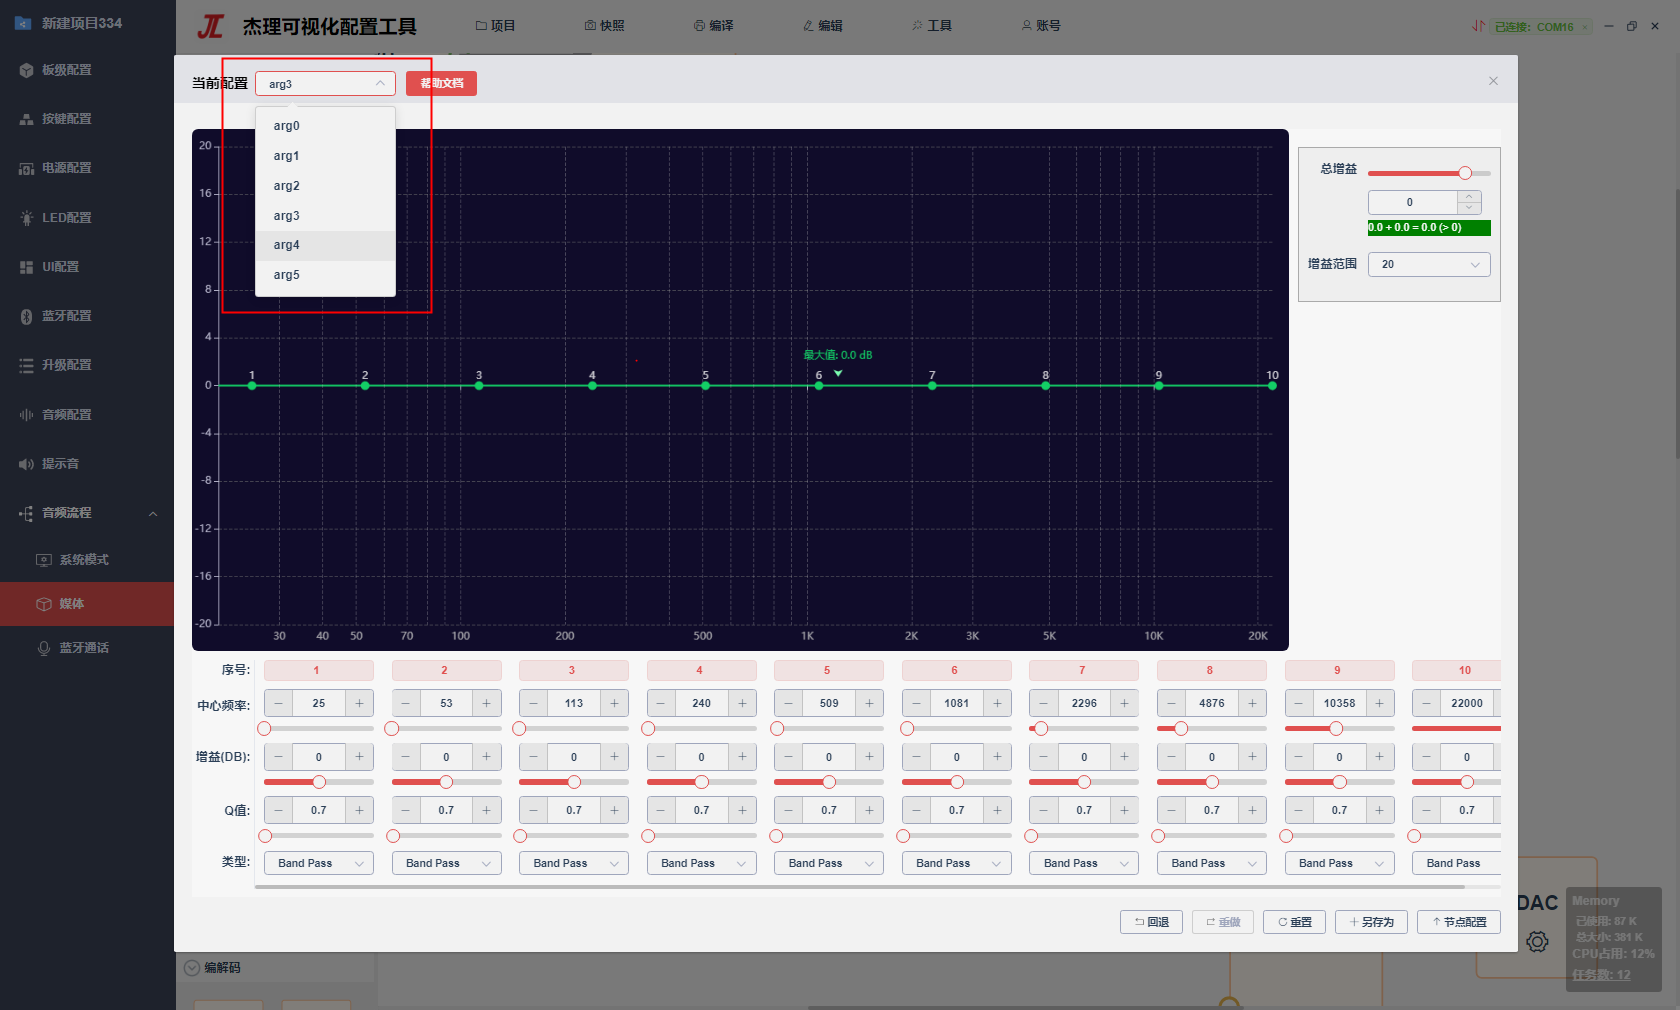 新建项目334
杰理可视化配置工具
项目
快照
编译
编辑
工具
账号
已连接: COM16
板级配置
按键配置
电源配置
LED配置
UI配置
蓝牙配置
升级配置
音频配置
提示音
音频流程
系统模式
媒体
蓝牙通话
当前配置
arg3
帮助文档
arg0
arg1
arg2
arg3
arg4
arg5
20
16
12
8
4
0
-4
-8
-12
-16
-20
最大值: 0.0 dB
1 2 3 4 5 6 7 8 9 10
30 40 50 70 100 200 500 1K 2K 3K 5K 10K 20K
总增益
0
0.0 + 0.0 = 0.0 (> 0)
增益范围 20
序号: 1 2 3 4 5 6 7 8 9 10
中心频率: 25 53 113 240 509 1081 2296 4876 10358 22000
增益(DB): 0 0 0 0 0 0 0 0 0 0
Q值: 0.7 0.7 0.7 0.7 0.7 0.7 0.7 0.7 0.7 0.7
类型: Band Pass Band Pass Band Pass Band Pass Band Pass Band Pass Band Pass Band Pass Band Pass Band Pass
回退
重做
重置
另存为
节点配置
编解码
DAC
Memory
已使用: 87 K
总大小: 381 K
CPU占用: 12%
任务数: 12